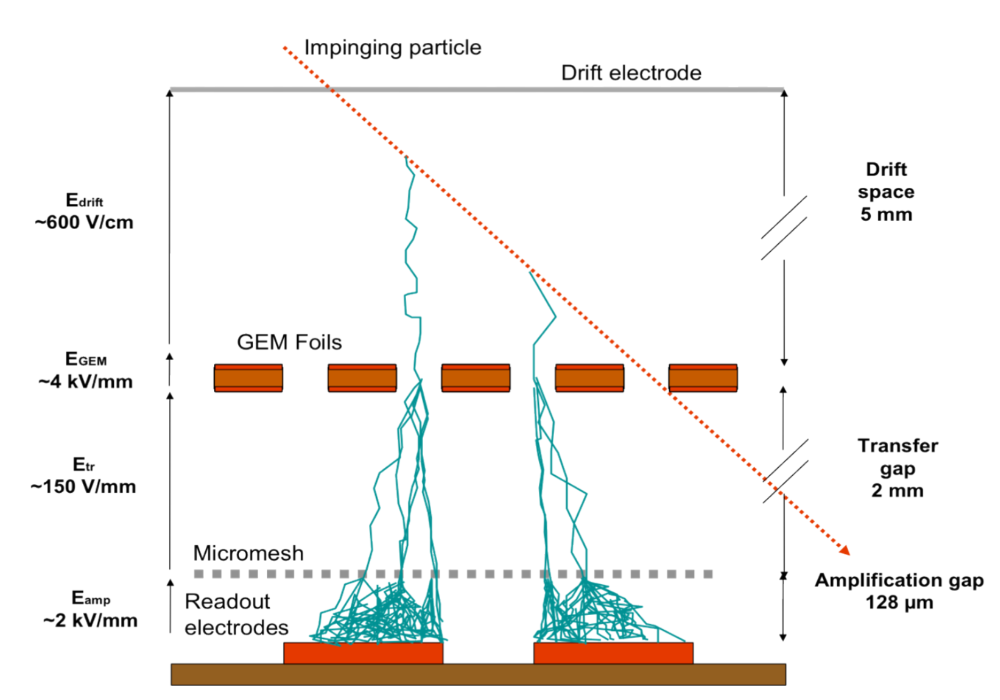 Impinging particle
Drift electrode
Edrift
~600 V/cm
Drift
space
5 mm
GEM Foils
EGEM
~4 kV/mm
Etr
~150 V/mm
Transfer
gap
2 mm
Micromesh
Eamp
~2 kV/mm
Readout
electrodes
Amplification gap
128 µm